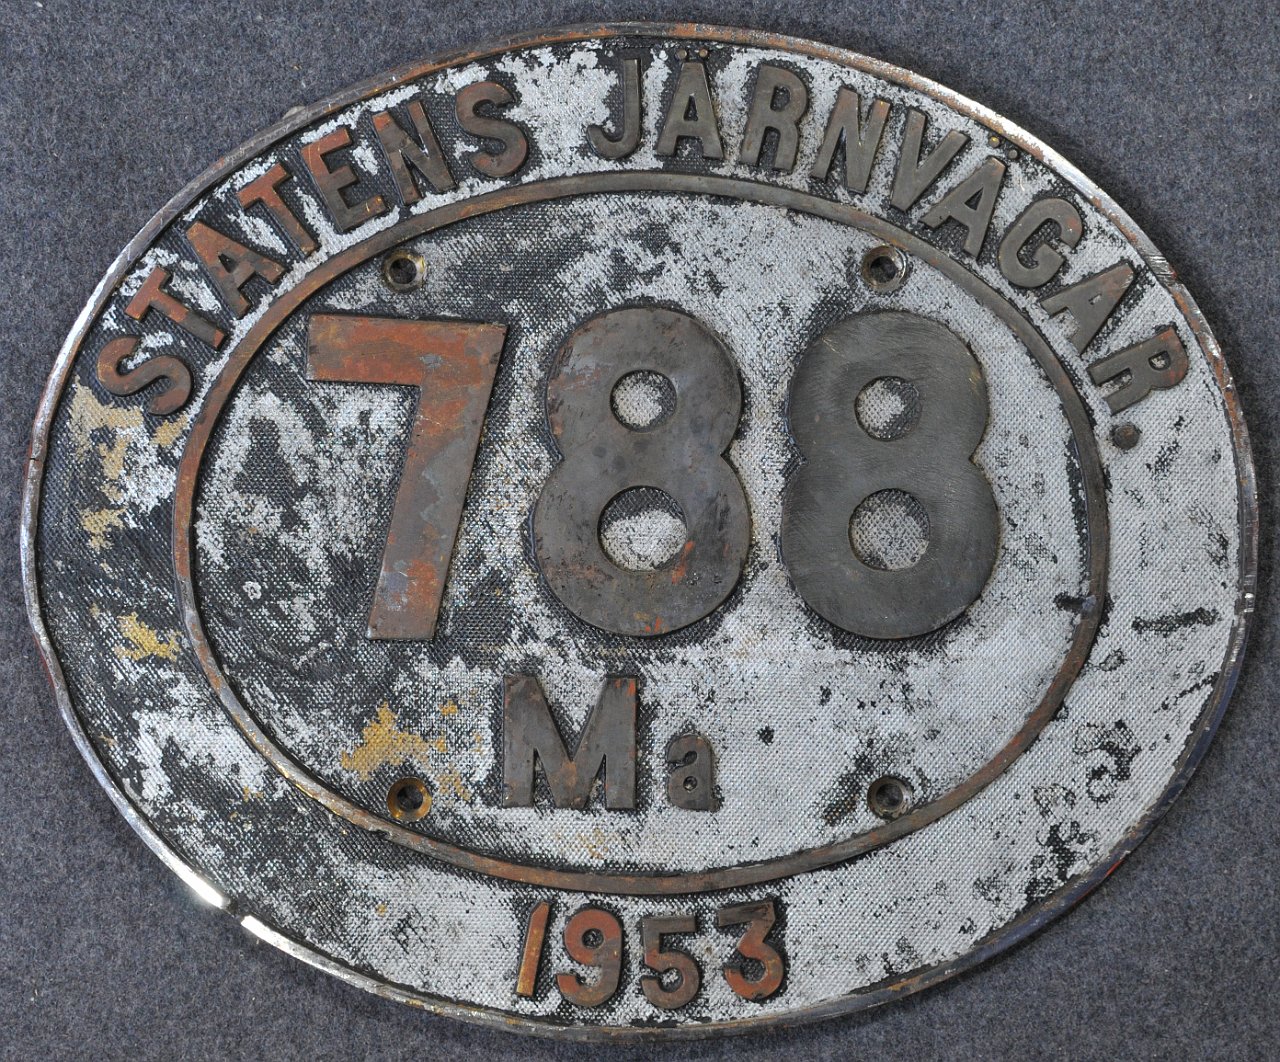 STATENS JÄRNVÄGAR.
788
Ma
1953